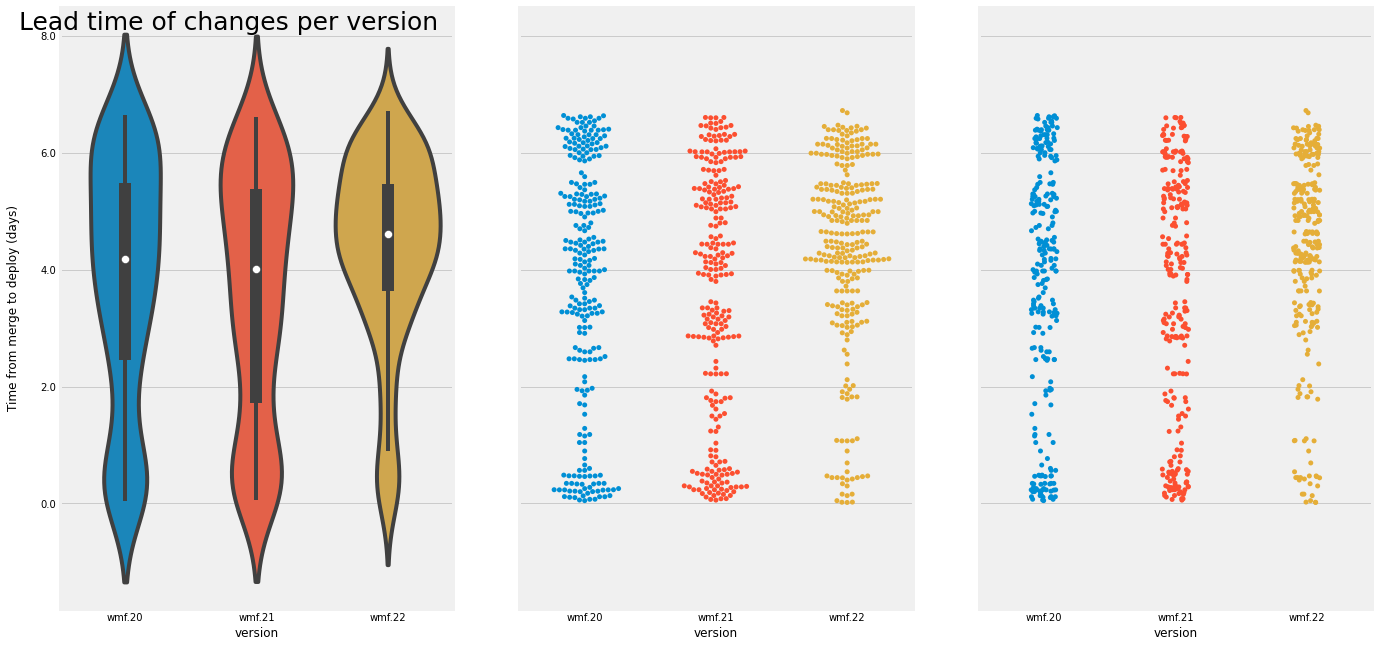 Lead time of changes per version
8.0
6.0
4.0
2.0
0.0
Time from merge to deploy (days)
wmf.20 wmf.21 wmf.22
version
wmf.20 wmf.21 wmf.22
version
wmf.20 wmf.21 wmf.22
version